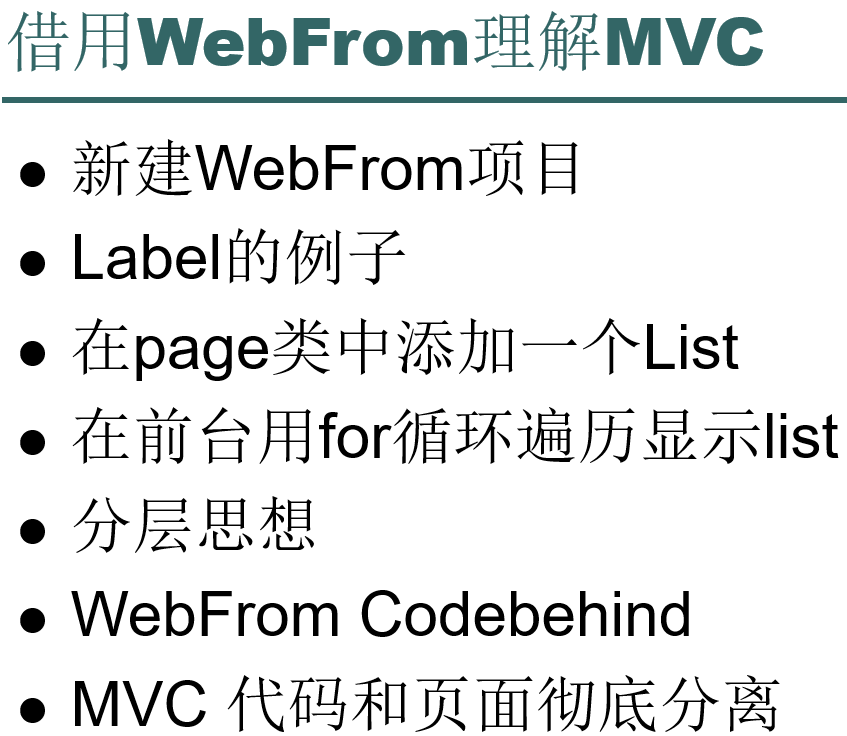 借用WebFrom理解MVC
● 新建WebFrom项目
● Label的例子
● 在page类中添加一个List
● 在前台用for循环遍历显示list
● 分层思想
● WebFrom Codebehind
● MVC 代码和页面彻底分离